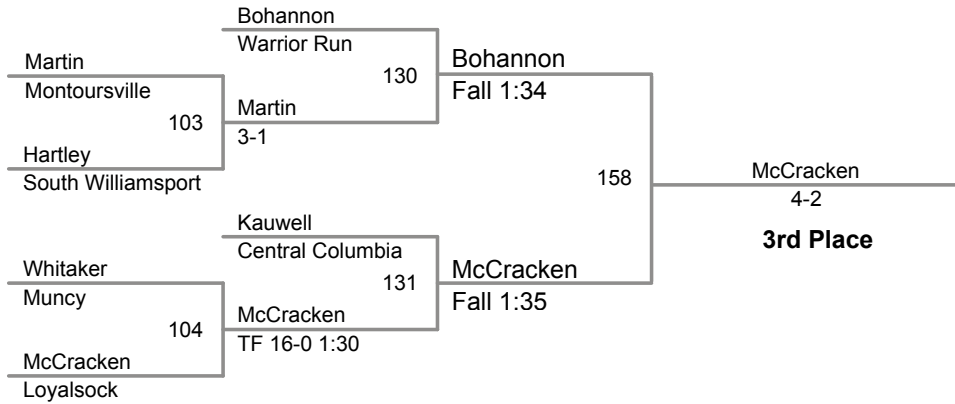 Bohannon
Warrior Run
Martin
Montoursville
130
Bohannon
Fall 1:34
103
Martin
3-1
Hartley
South Williamsport
158
McCracken
4-2
3rd Place
Kauwell
Central Columbia
Whitaker
Muncy
131
McCracken
Fall 1:35
104
McCracken
TF 16-0 1:30
McCracken
Loyalsock